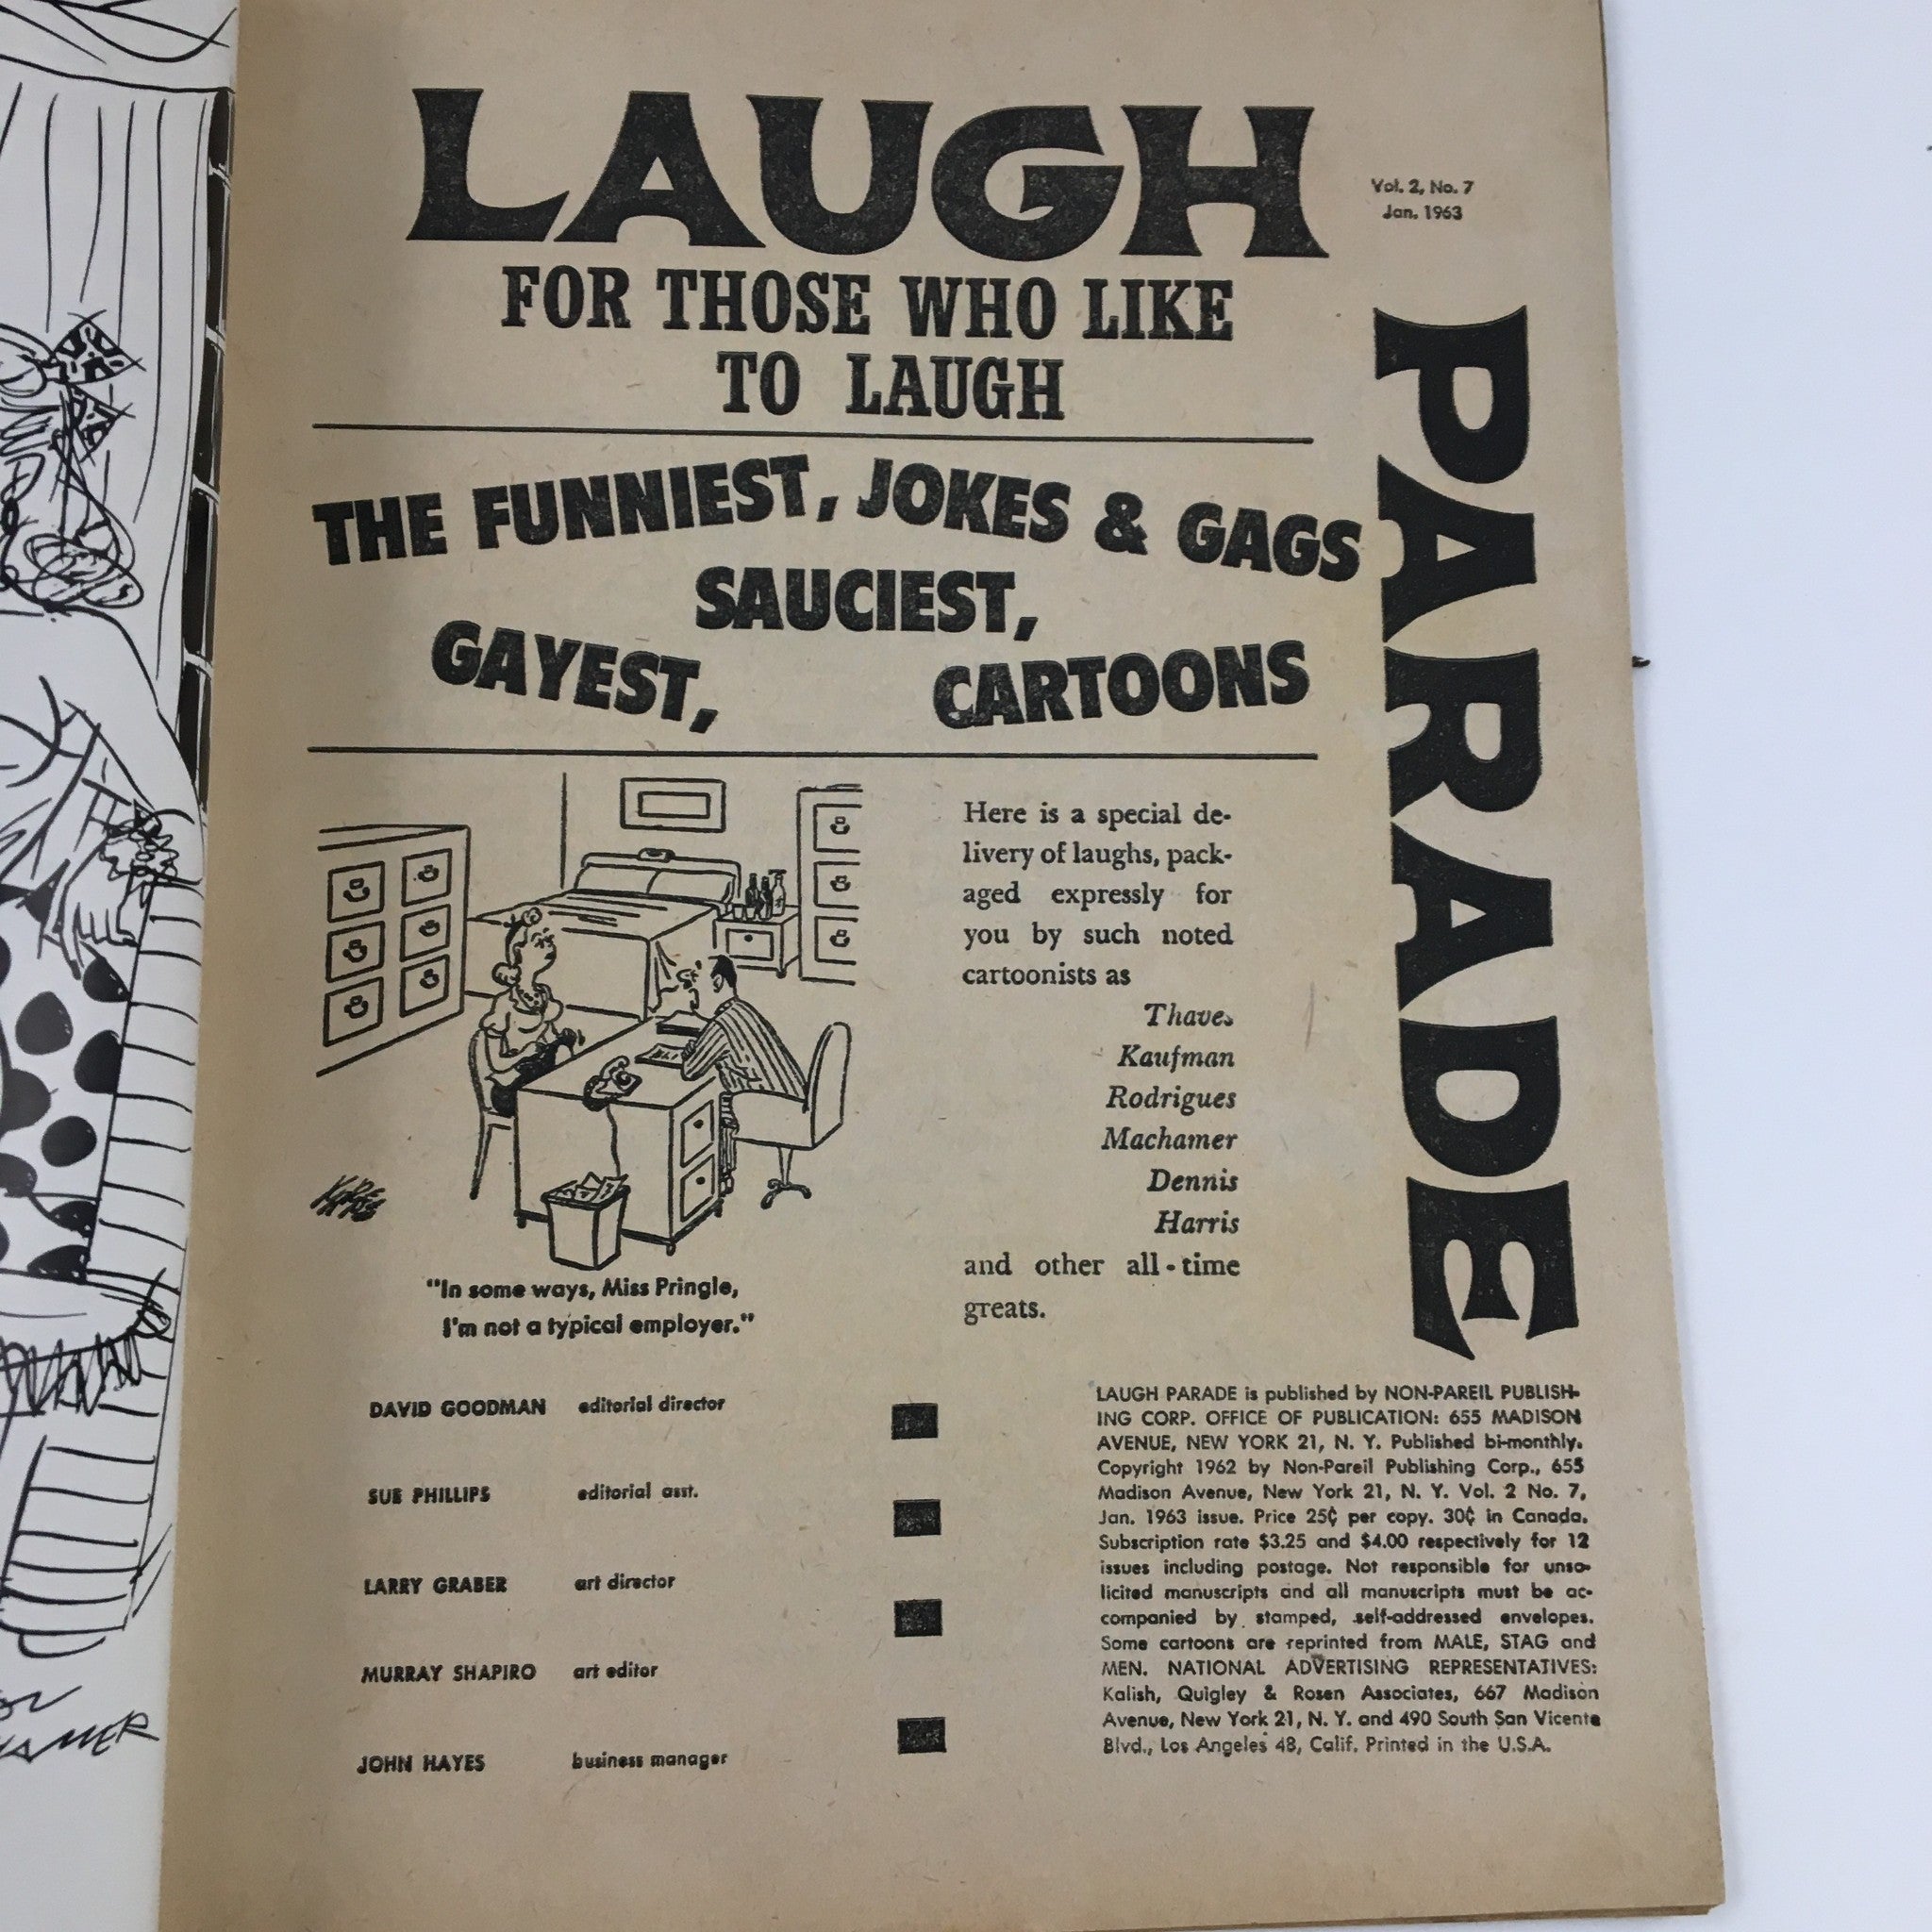 LAUGH
Vol. 2, No. 7
Jan. 1963
PARADE
FOR THOSE WHO LIKE
TO LAUGH
THE FUNNIEST, JOKES & GAGS
SAUCIEST,
GAYEST, CARTOONS
Here is a special de-
livery of laughs, pack-
aged expressly for
you by such noted
cartoonists as
Thaves
Kaufman
Rodrigues
Machamer
Dennis
Harris
and other all-time
greats.
"In some ways, Miss Pringle,
I'm not a typical employer."
DAVID GOODMAN editorial director
SUE PHILLIPS editorial asst.
LARRY GRABER art director
MURRAY SHAPIRO art editor
JOHN HAYES business manager
LAUGH PARADE is published by NON-PAREIL PUBLISH-
ING CORP. OFFICE OF PUBLICATION: 655 MADISON
AVENUE, NEW YORK 21, N. Y. Published bi-monthly.
Copyright 1962 by Non-Pareil Publishing Corp., 655
Madison Avenue, New York 21, N. Y. Vol. 2 No. 7,
Jan. 1963 issue. Price 25¢ per copy. 30¢ in Canada.
Subscription rate $3.25 and $4.00 respectively for 12
issues including postage. Not responsible for unso-
licited manuscripts and all manuscripts must be ac-
companied by stamped, self-addressed envelopes.
Some cartoons are reprinted from MALE, STAG and
MEN. NATIONAL ADVERTISING REPRESENTATIVES:
Kalish, Quigley & Rosen Associates, 667 Madison
Avenue, New York 21, N. Y. and 490 South San Vicente
Blvd., Los Angeles 48, Calif. Printed in the U.S.A.